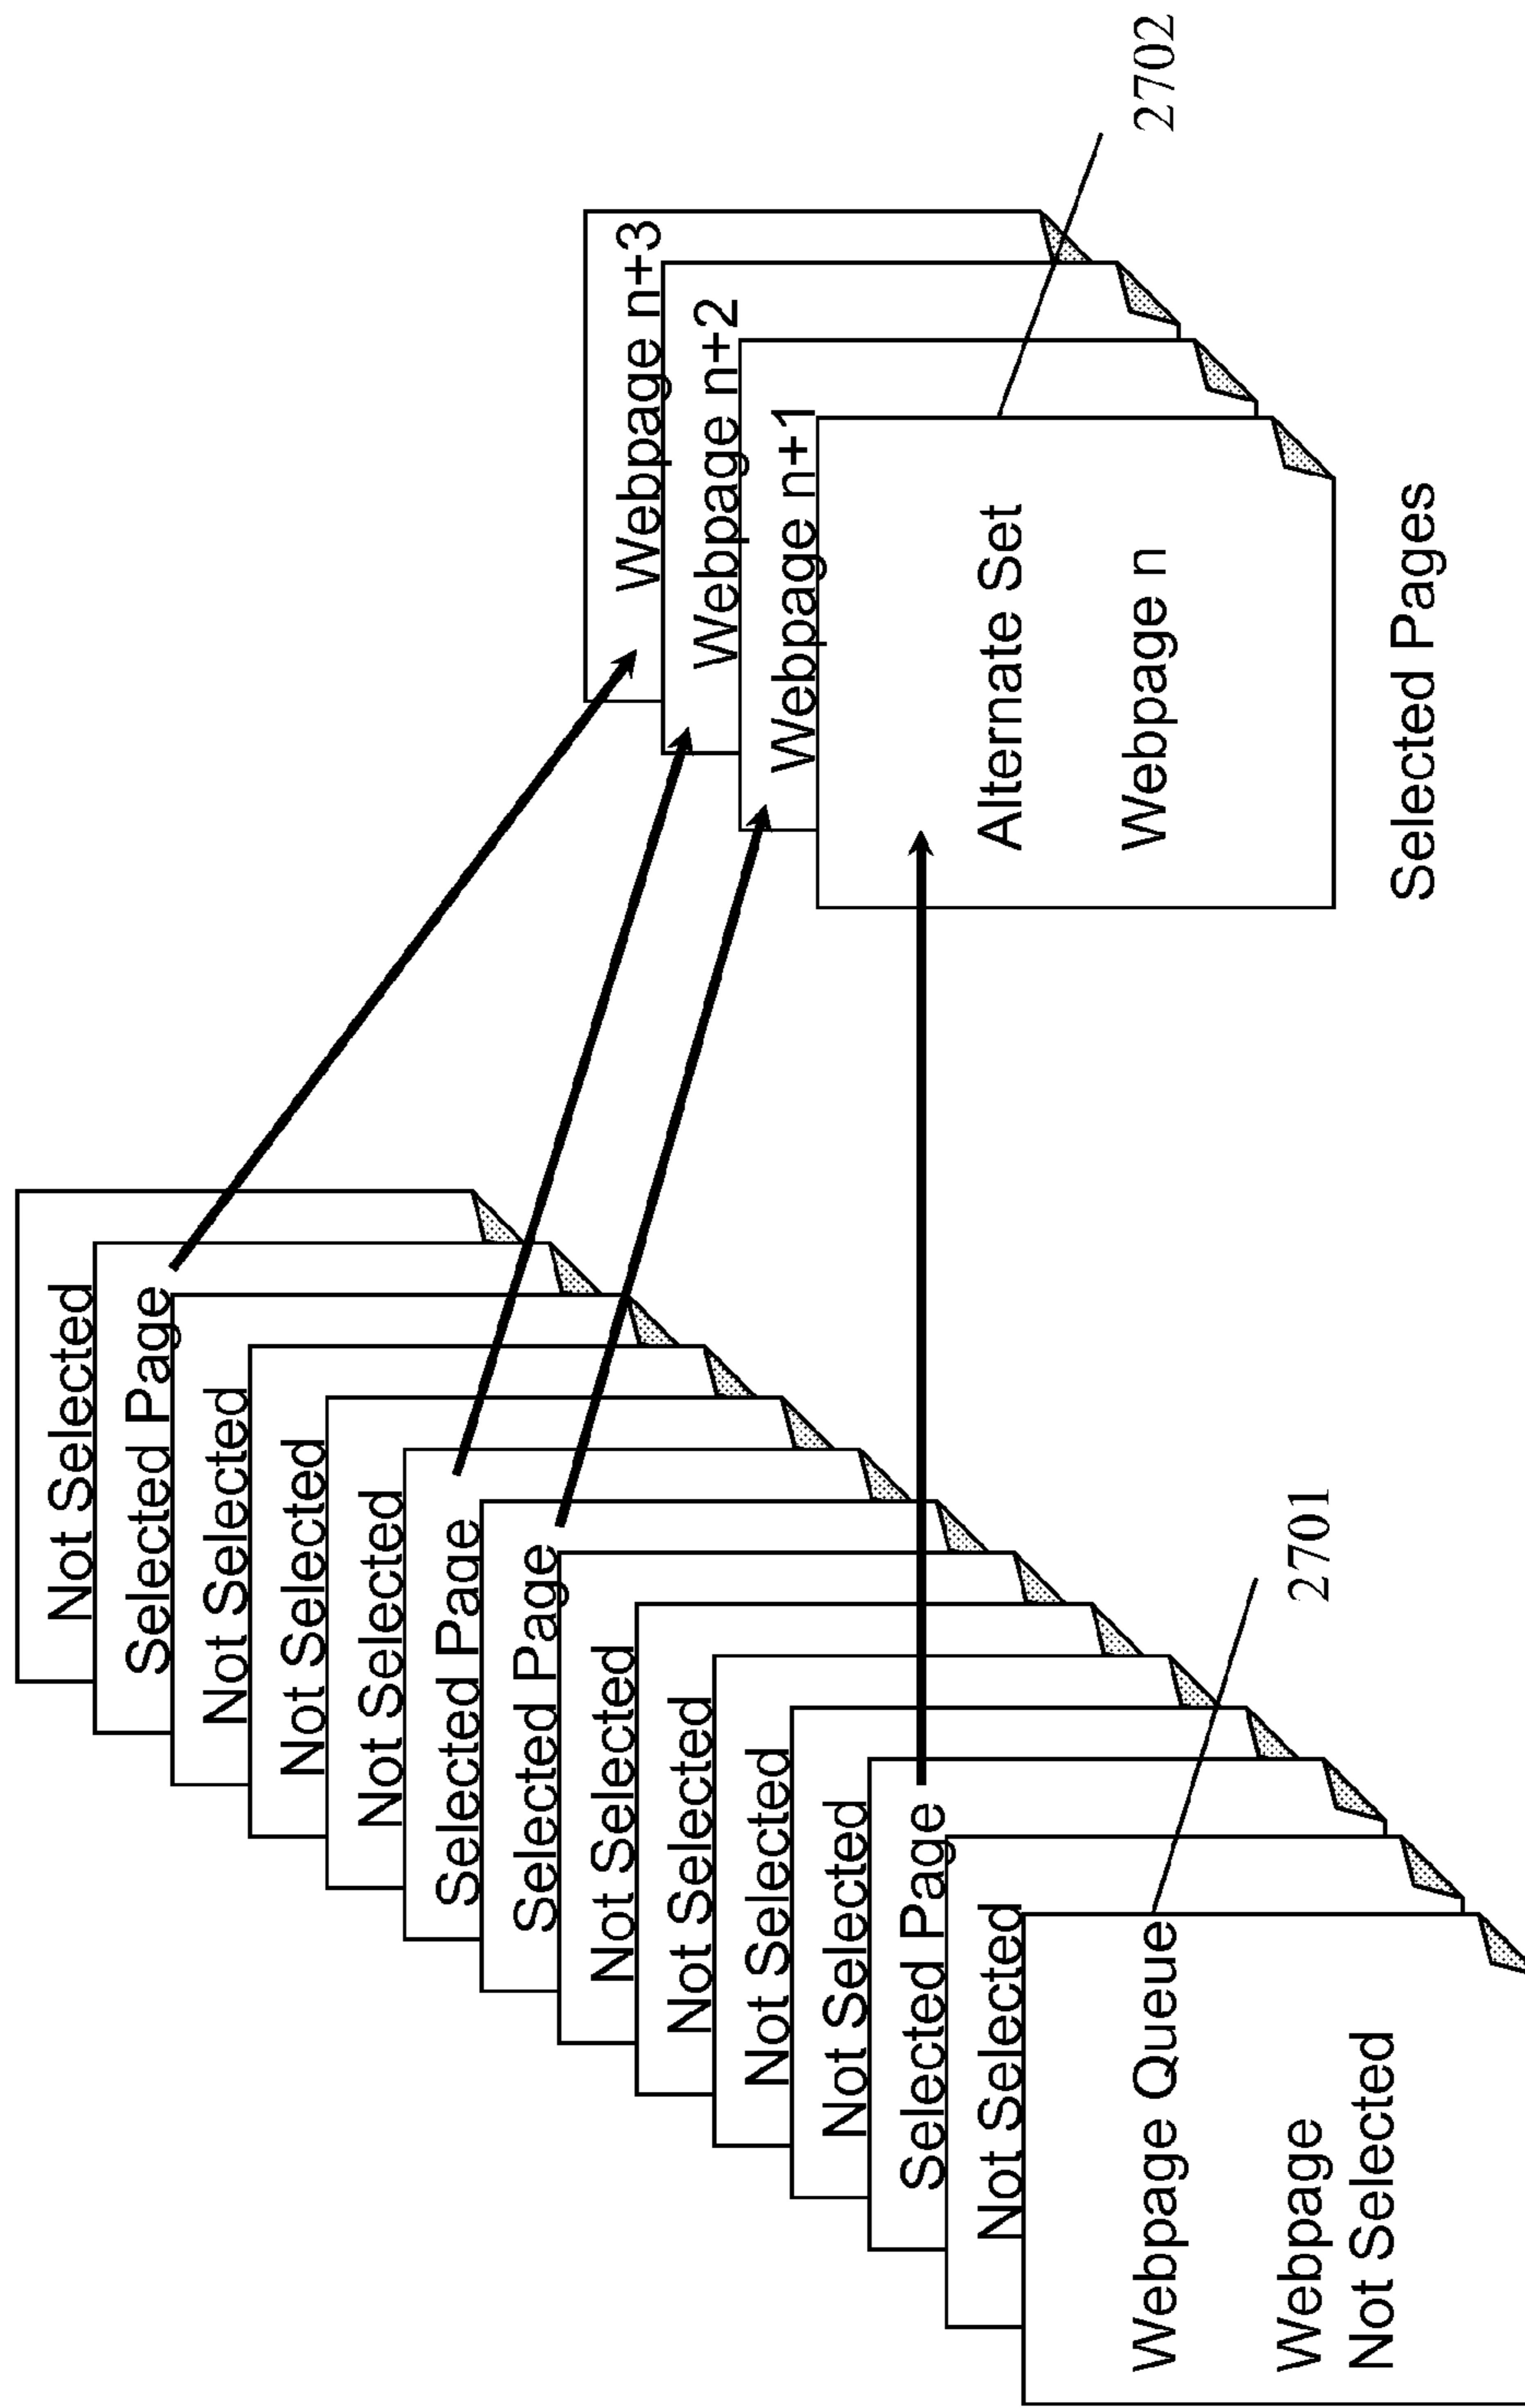 Not Selected
Selected Page
Not Selected
Not Selected
Not Selected
Selected Page
Selected Page
Not Selected
Not Selected
Not Selected
Not Selected
Selected Page
Not Selected
Webpage Queue
Webpage
Not Selected
2701
Webpage n+3
Webpage n+2
Webpage n+1
Alternate Set
Webpage n
2702
Selected Pages